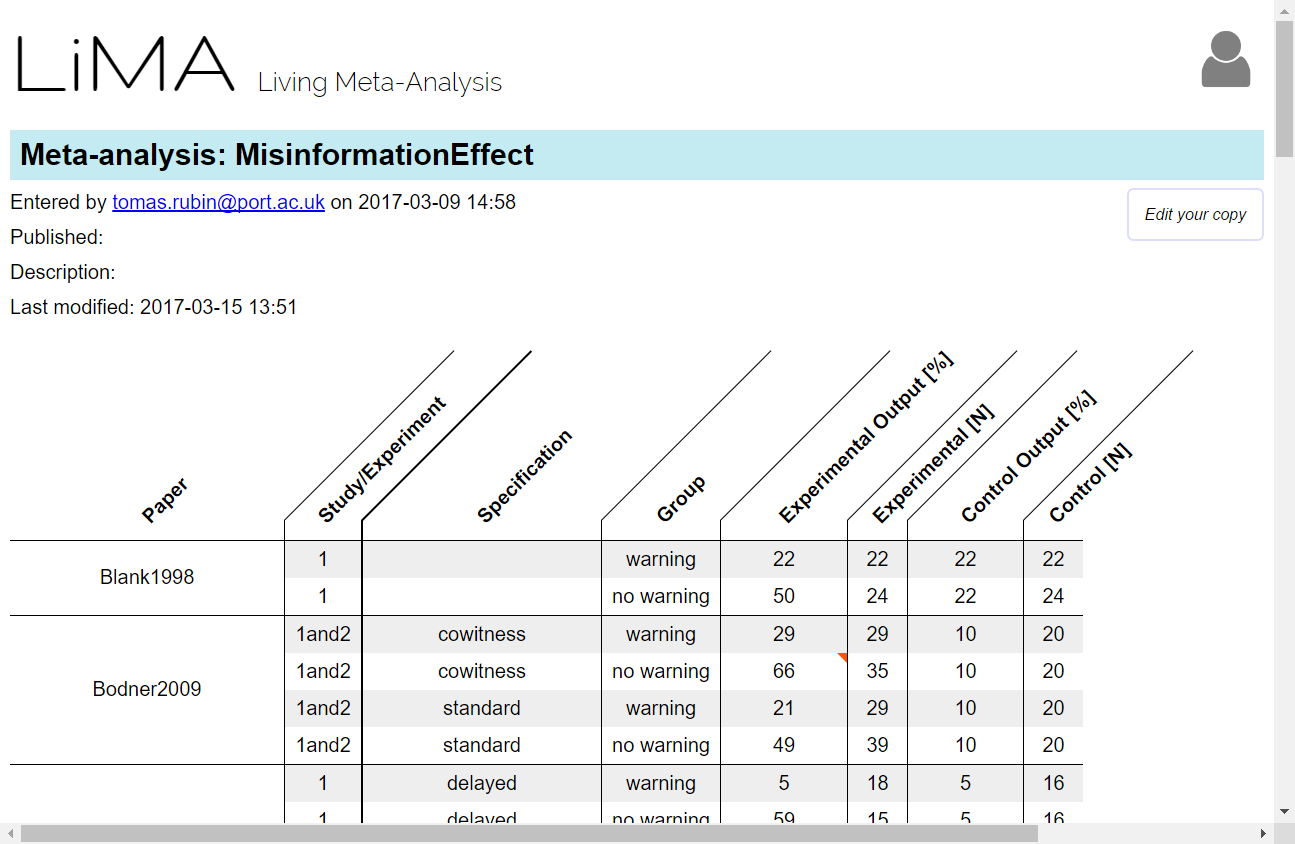 LiMA Living Meta-Analysis
Meta-analysis: MisinformationEffect
Entered by tomas.rubin@port.ac.uk on 2017-03-09 14:58
Edit your copy
Published:
Description:
Last modified: 2017-03-15 13:51
Paper Study/Experiment Specification Group Experimental Output [%] Experimental [N] Control Output [%] Control [N]
Blank1998
1 warning 22 22 22 22
1 no warning 50 24 22 24
Bodner2009
1and2 cowitness warning 29 29 10 20
1and2 cowitness no warning 66 35 10 20
1and2 standard warning 21 29 10 20
1and2 standard no warning 49 39 10 20
1 delayed warning 5 18 5 16
1 delayed no warning 59 15 5 16